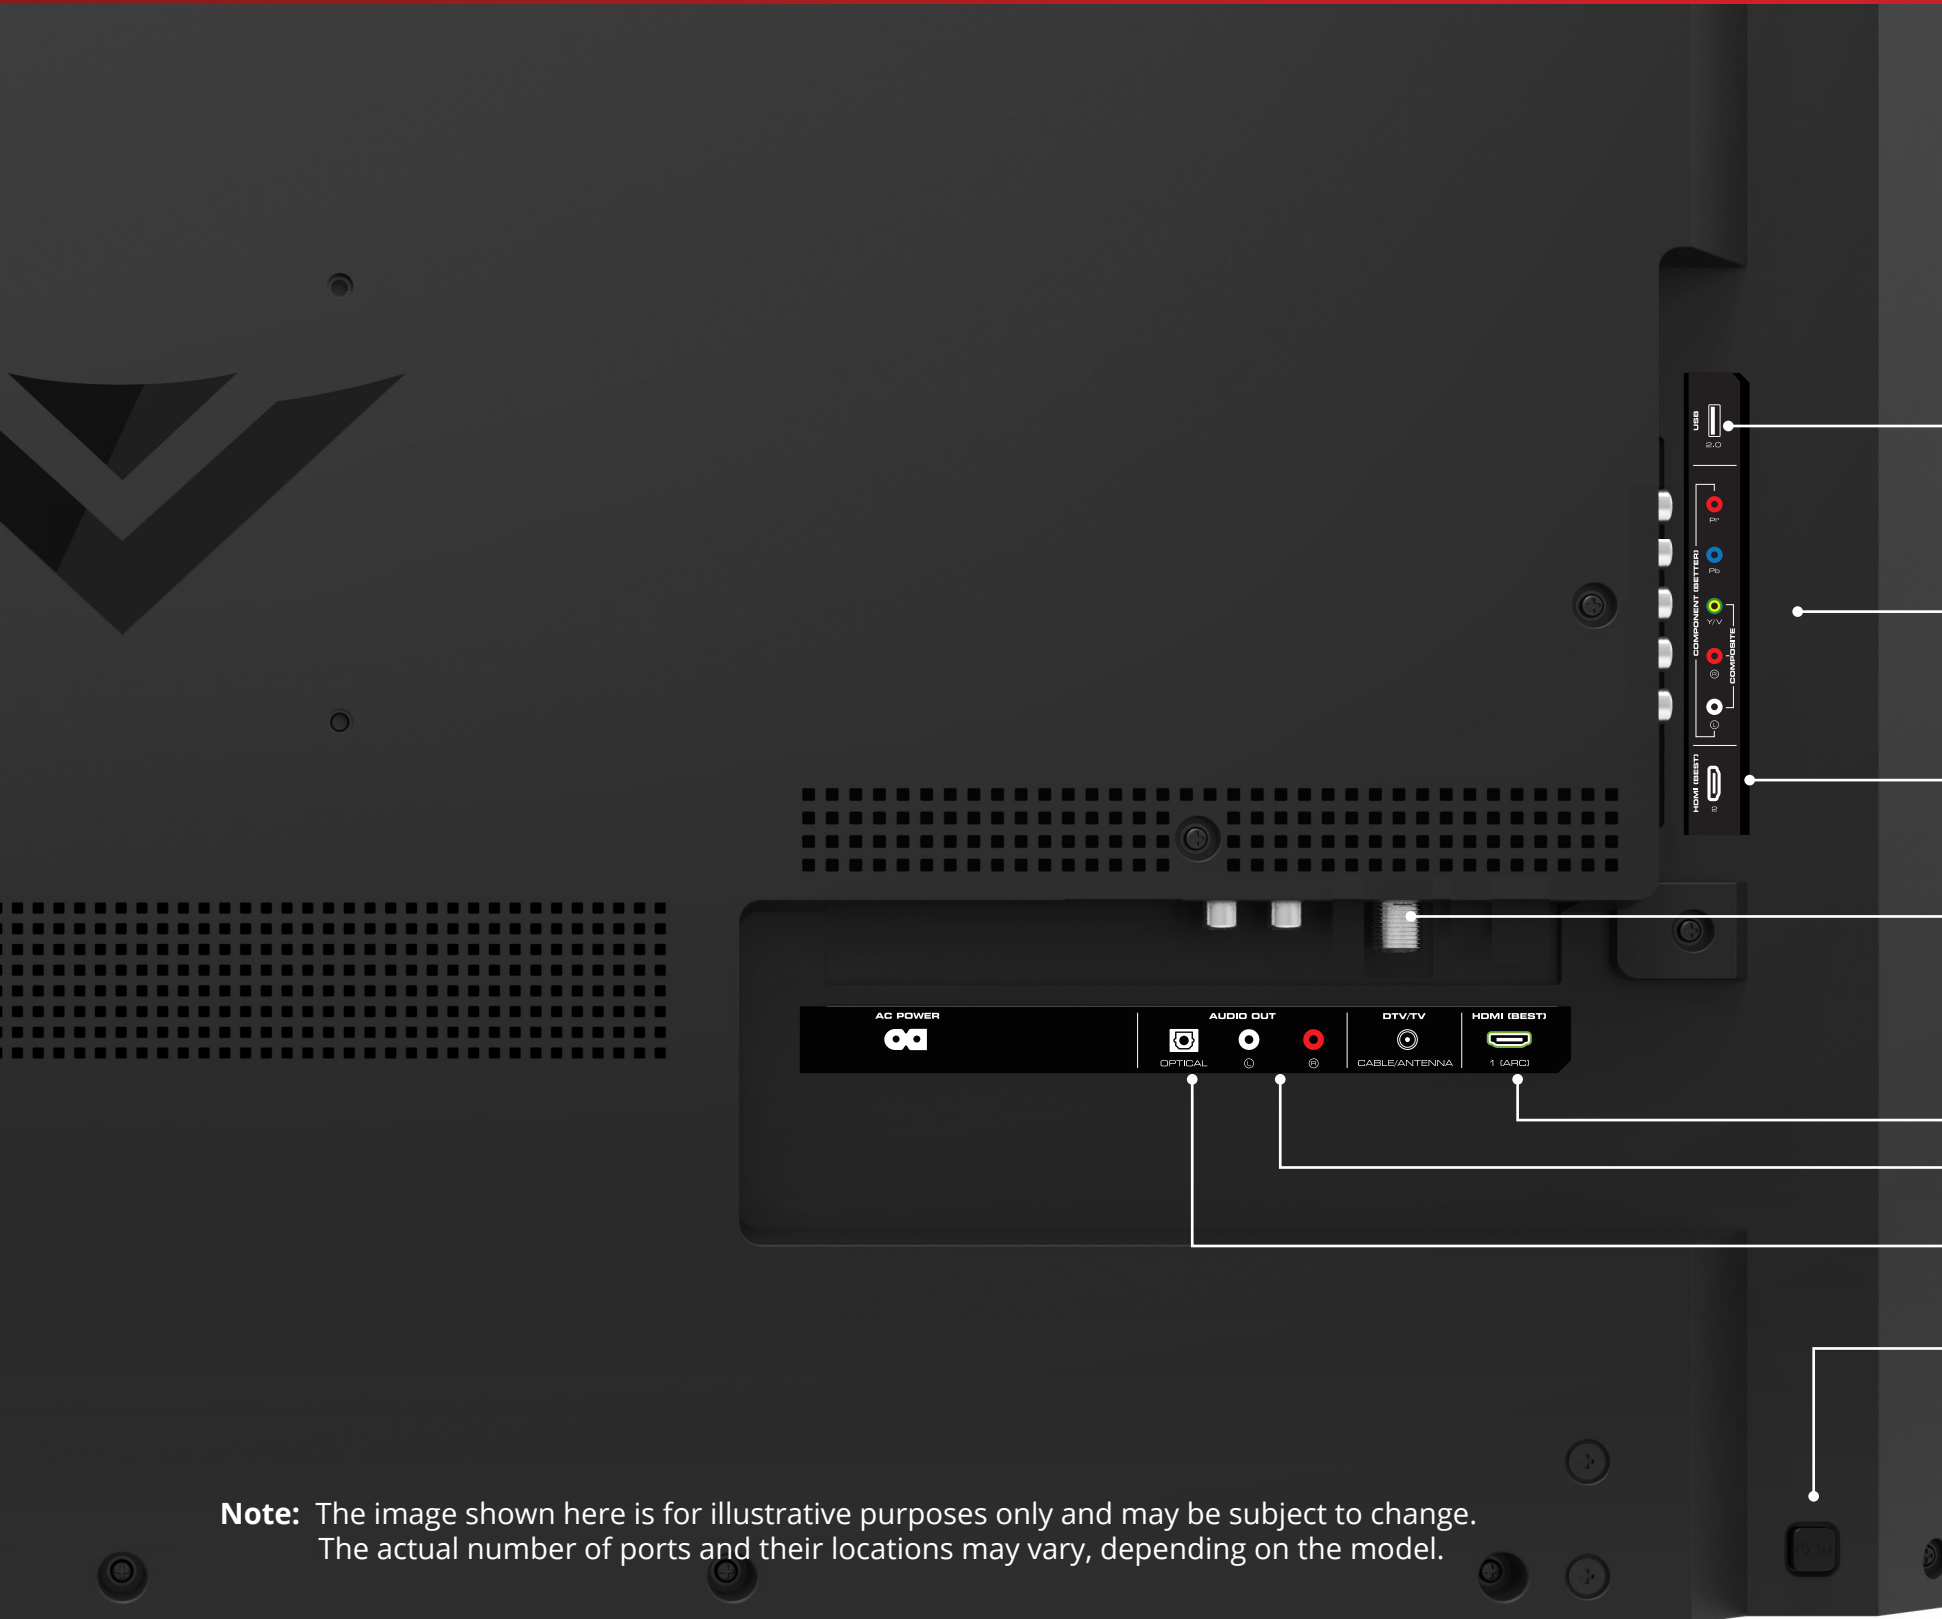 USB
2.0
Pr
Pb
COMPONENT (BETTER)
Y/V
COMPOSITE
R
L
HDMI (BEST)
2
AC POWER
AUDIO OUT
DTV/TV
HDMI (BEST)
OPTICAL
L
R
CABLE/ANTENNA
1 (ARC)
Note: The image shown here is for illustrative purposes only and may be subject to change.
The actual number of ports and their locations may vary, depending on the model.